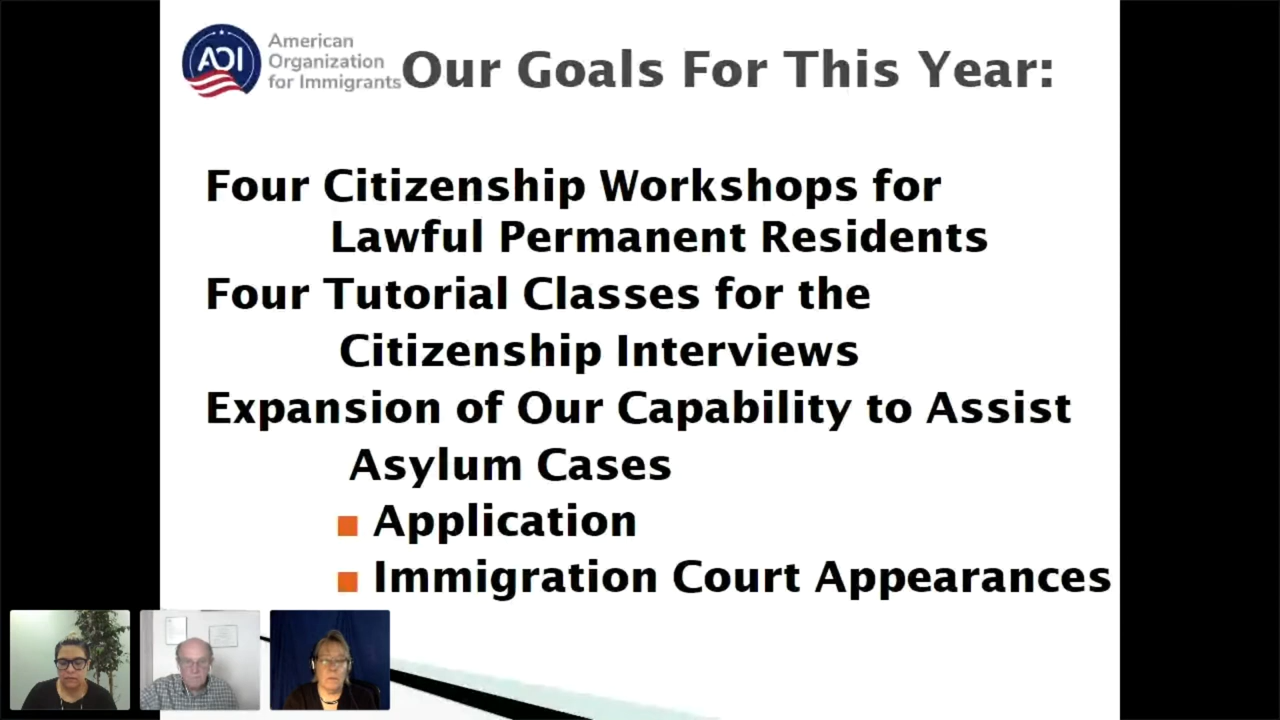 AOI
American
Organization
for Immigrants
Our Goals For This Year:
Four Citizenship Workshops for
Lawful Permanent Residents
Four Tutorial Classes for the
Citizenship Interviews
Expansion of Our Capability to Assist
Asylum Cases
■ Application
■ Immigration Court Appearances